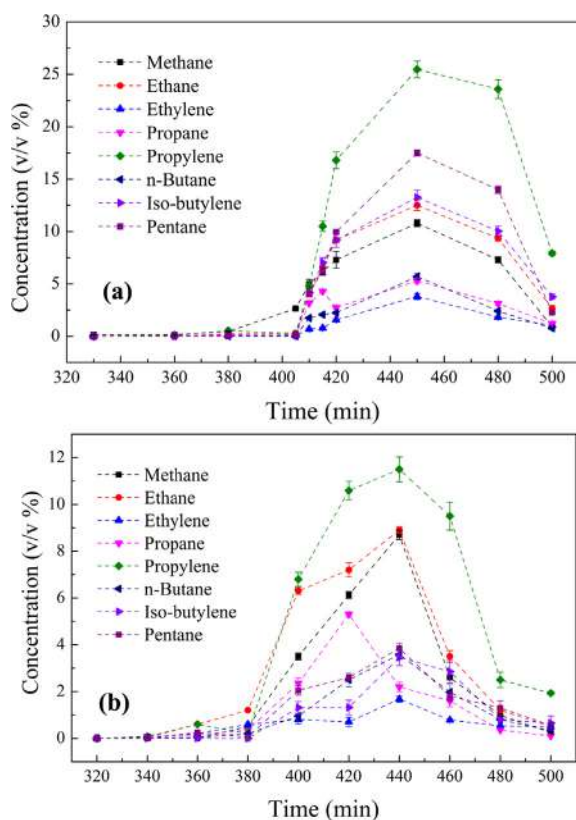 30
25
20
15
10
5
0
Concentration (v/v %)
Methane
Ethane
Ethylene
Propane
Propylene
n-Butane
Iso-butylene
Pentane
(a)
320 340 360 380 400 420 440 460 480 500
Time (min)
12
10
8
6
4
2
0
Concentration (v/v %)
Methane
Ethane
Ethylene
Propane
Propylene
n-Butane
Iso-butylene
Pentane
(b)
320 340 360 380 400 420 440 460 480 500
Time (min)